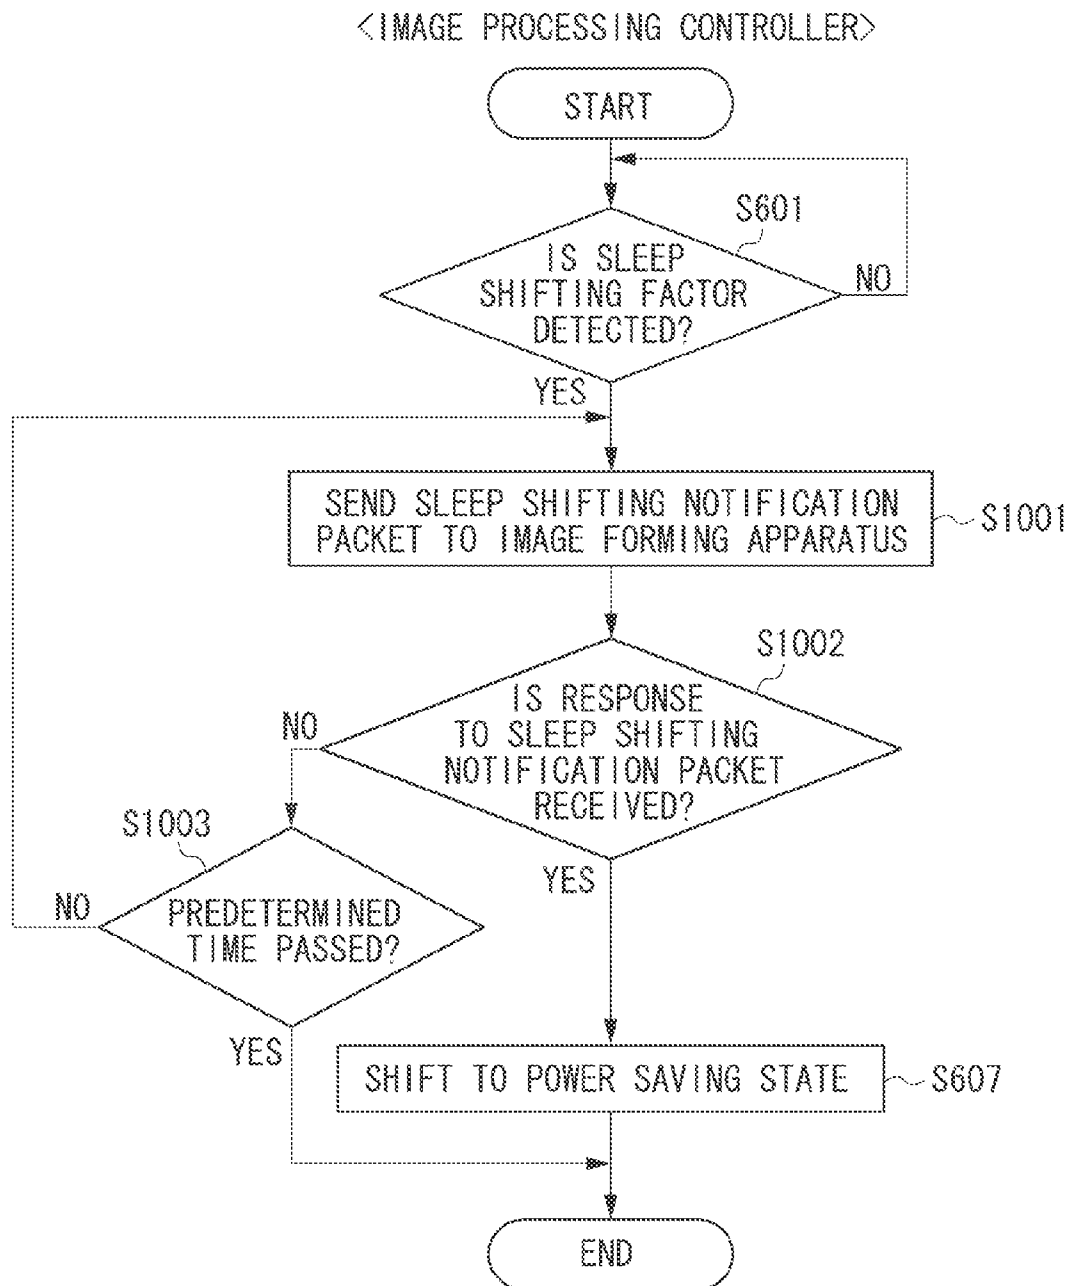 <IMAGE PROCESSING CONTROLLER>
START
S601
IS SLEEP
SHIFTING FACTOR
DETECTED?
NO
YES
SEND SLEEP SHIFTING NOTIFICATION
PACKET TO IMAGE FORMING APPARATUS
S1001
S1002
IS RESPONSE
TO SLEEP SHIFTING
NOTIFICATION PACKET
RECEIVED?
NO
YES
S1003
PREDETERMINED
TIME PASSED?
NO
YES
SHIFT TO POWER SAVING STATE
S607
END